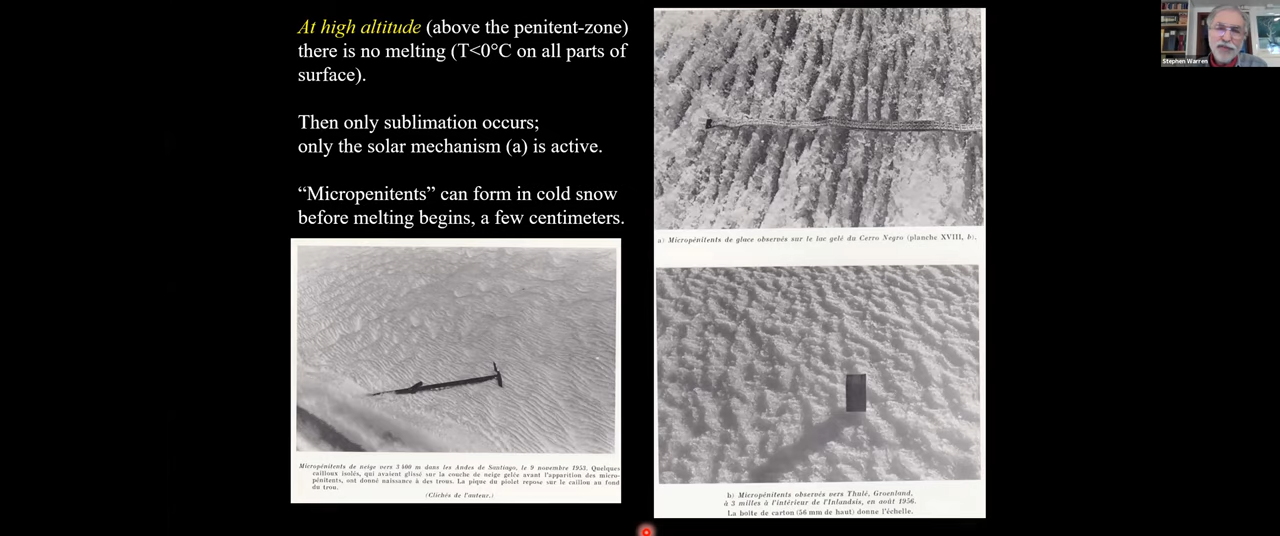 At high altitude (above the penitent-zone)
there is no melting (T<0°C on all parts of
surface).
Then only sublimation occurs;
only the solar mechanism (a) is active.
“Micropenitents” can form in cold snow
before melting begins, a few centimeters.
Micropénitents de neige vers 3 800 m dans les Andes de Santiago, le 9 novembre 1953. Quelques
cailloux isolés, qui avaient glissé sur la couche de neige gelée avant l'apparition des micro-
pénitents, ont donné naissance à des trous. La pique du piolet repose sur le caillou au fond
du trou.
(Clichés de l'auteur.)
a) Micropénitents de glace observés sur le lac gelé du Cerro Negro (planche XVIII, b).
b) Micropénitents observés vers Thulé, Groenland,
à 3 milles à l'intérieur de l'Inlandsis, en août 1956.
La boîte de carton (56 mm de haut) donne l'échelle.
Stephen Warren